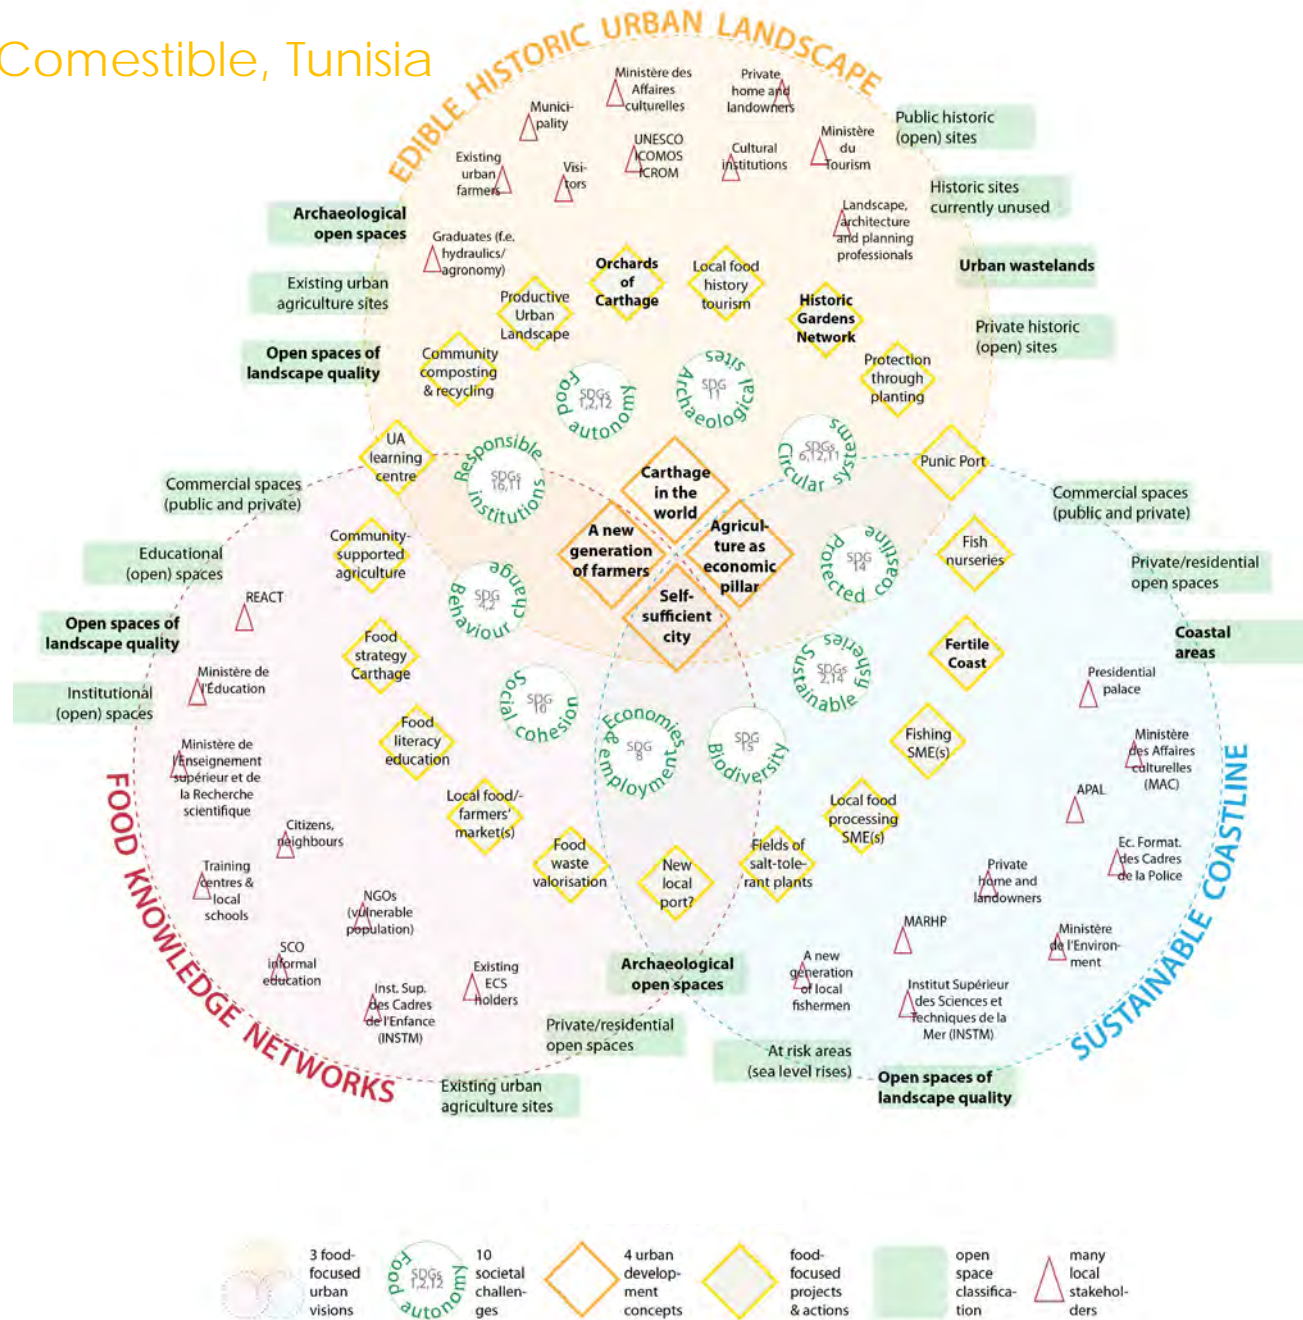 Comestible, Tunisia
EDIBLE HISTORIC URBAN LANDSCAPE
Ministère des
Affaires
culturelles
Private
home and
landowners
Munici-
pality
UNESCO
ICOMOS
ICROM
Cultural
institutions
Ministère
du
Tourism
Existing
urban
farmers
Visi-
tors
Landscape,
architecture
and planning
professionals
Graduates (f.e.
hydraulics/
agronomy)
Public historic
(open) sites
Historic sites
currently unused
Urban wastelands
Private historic
(open) sites
Archaeological
open spaces
Existing urban
agriculture sites
Open spaces of
landscape quality
Orchards
of
Carthage
Local food
history
tourism
Productive
Urban
Landscape
Historic
Gardens
Network
Community
composting
& recycling
Protection
through
planting
UA
learning
centre
Punic Port
SDGs
1,2,12
Food autonomy
SDG
11
Archaeological sites
SDGs
6,12,11
Circular systems
SDGs
16,11
Responsible institutions
Carthage
in the
world
A new
generation
of farmers
Agricul-
ture as
economic
pillar
Self-
sufficient
city
SDG
14
Protected coastline
SDG
4,2
Behaviour change
SDGs
2,14
Sustainable fisheries
SDG
16
Social cohesion
SDG
8
Economies & employment
SDG
15
Biodiversity
Commercial spaces
(public and private)
Educational
(open) spaces
Open spaces of
landscape quality
Institutional
(open) spaces
Community-
supported
agriculture
Food
strategy
Carthage
Food
literacy
education
Local food/-
farmers'
market(s)
Food
waste
valorisation
New
local
port?
REACT
Ministère de
l'Éducation
Ministère de
l'Enseignement
supérieur et de
la Recherche
scientifique
Citizens,
neighbours
Training
centres &
local
schools
NGOs
(vulnerable
population)
SCO
informal
education
Inst. Sup.
des Cadres
de l'Enfance
(INSTM)
Existing
ECS
holders
FOOD KNOWLEDGE NETWORKS
Archaeological
open spaces
Private/residential
open spaces
Existing urban
agriculture sites
Commercial spaces
(public and private)
Private/residential
open spaces
Coastal
areas
Fish
nurseries
Fertile
Coast
Fishing
SME(s)
Local food
processing
SME(s)
Fields of
salt-tole-
rant plants
Presidential
palace
Ministère
des Affaires
culturelles
(MAC)
APAL
Ec. Format.
des Cadres
de la Police
Private
home and
landowners
MARHP
Ministère
de l'Environ-
ment
A new
generation
of local
fishermen
Institut Supérieur
des Sciences et
Techniques de la
Mer (INSTM)
SUSTAINABLE COASTLINE
At risk areas
(sea level rises)
Open spaces of
landscape quality
3 food-
focused
urban
visions
SDGs
1,2,12
Food autonomy
10
societal
challen-
ges
4 urban
develop-
ment
concepts
food-
focused
projects
& actions
open
space
classifica-
tion
many
local
stakehol-
ders